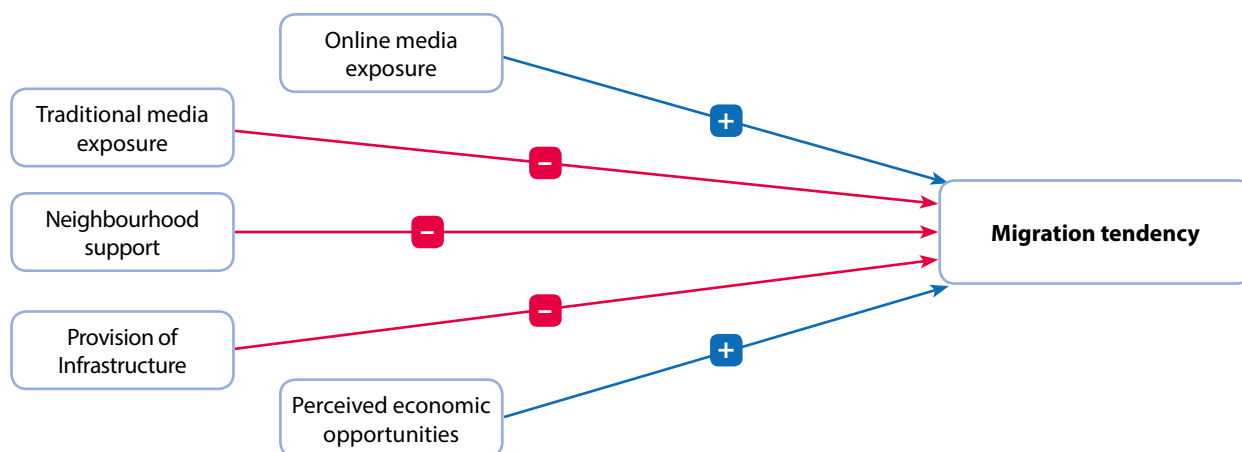 Online media
exposure
+
Traditional media
exposure
–
Neighbourhood
support
–
Migration tendency
Provision of
Infrastructure
–
+
Perceived economic
opportunities